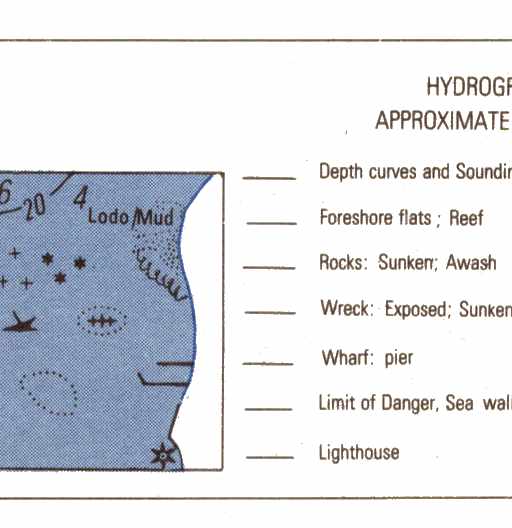 HYDROGR
APPROXIMATE
6 20 4
Lodo/Mud
Depth curves and Soundin
Foreshore flats ; Reef
Rocks: Sunken; Awash
Wreck: Exposed; Sunken
Wharf: pier
Limit of Danger, Sea wal
Lighthouse